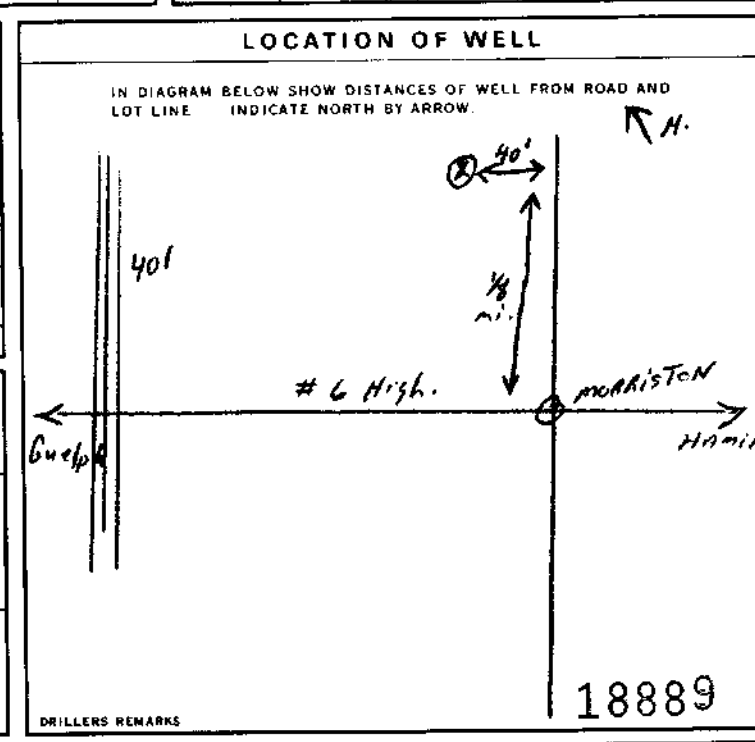 LOCATION OF WELL
IN DIAGRAM BELOW SHOW DISTANCES OF WELL FROM ROAD AND
LOT LINE INDICATE NORTH BY ARROW.
N.
40'
401
1/8
mi.
# 6 High.
MORRISTON
Guelph
HAMI
18889
DRILLERS REMARKS